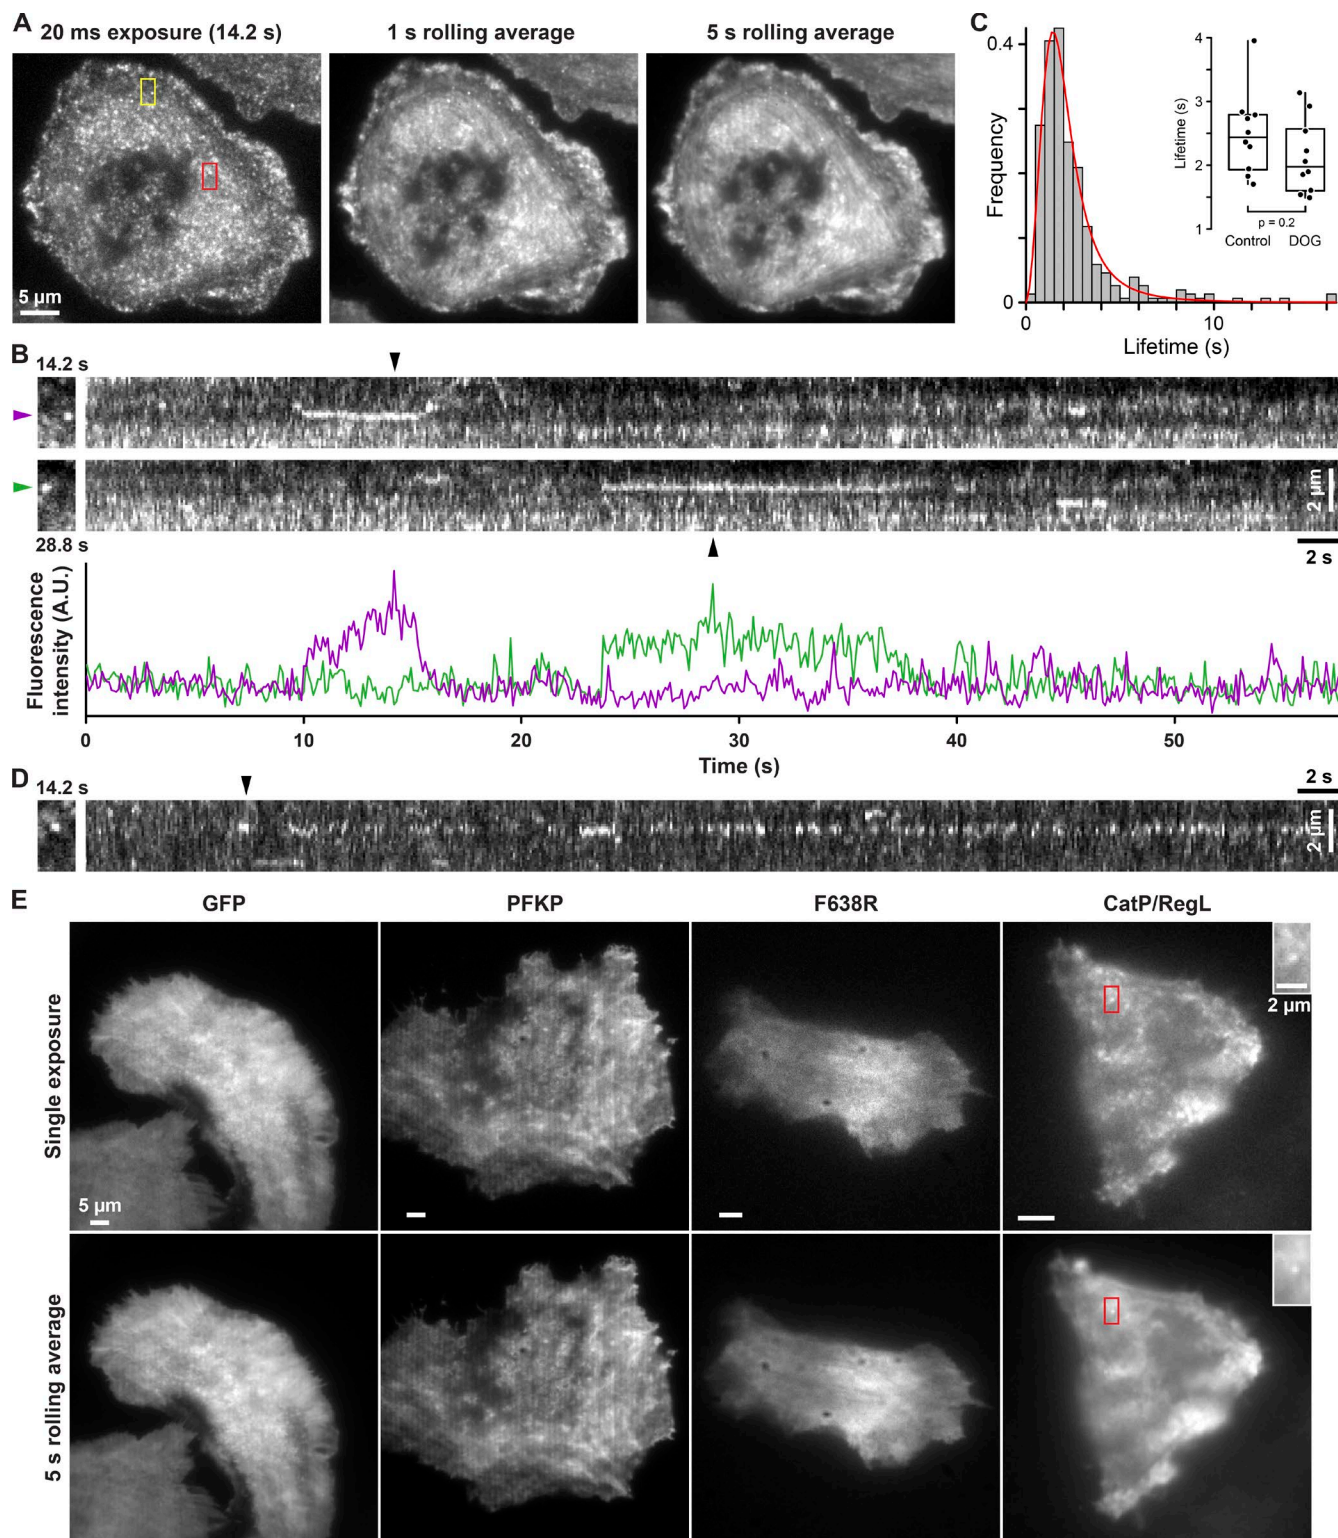 A
20 ms exposure (14.2 s)
1 s rolling average
5 s rolling average
5 µm
C
0.4
Frequency
0
0
10
Lifetime (s)
4
3
2
1
Lifetime (s)
p = 0.2
Control
DOG
B
14.2 s
28.8 s
2 µm
2 s
Fluorescence
intensity (A.U.)
0
10
20
30
40
50
Time (s)
D
14.2 s
2 s
2 µm
E
GFP
PFKP
F638R
CatP/RegL
Single exposure
5 µm
2 µm
5 s rolling average